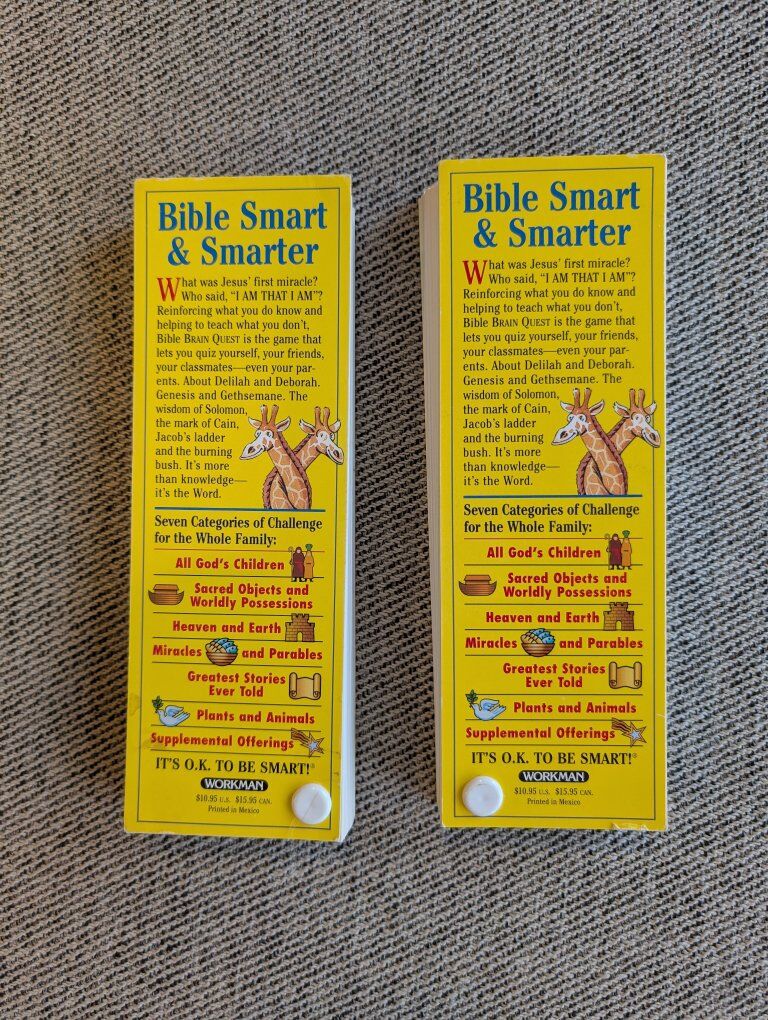 Bible Smart
& Smarter
What was Jesus' first miracle?
Who said, "I AM THAT I AM"?
Reinforcing what you do know and
helping to teach what you don't,
Bible BRAIN QUEST is the game that
lets you quiz yourself, your friends,
your classmates—even your par-
ents. About Delilah and Deborah.
Genesis and Gethsemane. The
wisdom of Solomon,
the mark of Cain,
Jacob's ladder
and the burning
bush. It's more
than knowledge—
it's the Word.
Seven Categories of Challenge
for the Whole Family:
All God's Children
Sacred Objects and
Worldly Possessions
Heaven and Earth
Miracles and Parables
Greatest Stories
Ever Told
Plants and Animals
Supplemental Offerings
IT'S O.K. TO BE SMART!®
WORKMAN
$10.95 U.S. $15.95 CAN.
Printed in Mexico
Bible Smart
& Smarter
What was Jesus' first miracle?
Who said, "I AM THAT I AM"?
Reinforcing what you do know and
helping to teach what you don't,
Bible BRAIN QUEST is the game that
lets you quiz yourself, your friends,
your classmates—even your par-
ents. About Delilah and Deborah.
Genesis and Gethsemane. The
wisdom of Solomon,
the mark of Cain,
Jacob's ladder
and the burning
bush. It's more
than knowledge—
it's the Word.
Seven Categories of Challenge
for the Whole Family:
All God's Children
Sacred Objects and
Worldly Possessions
Heaven and Earth
Miracles and Parables
Greatest Stories
Ever Told
Plants and Animals
Supplemental Offerings
IT'S O.K. TO BE SMART!®
WORKMAN
$10.95 U.S. $15.95 CAN.
Printed in Mexico